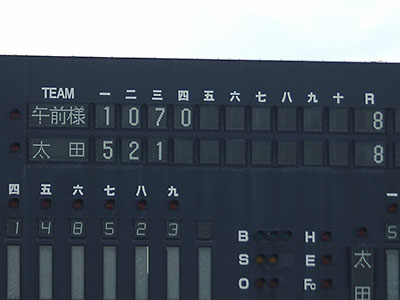 TEAM 一 二 三 四 五 六 七 八 九 十 R
午前様 1 0 7 0 8
太田 5 2 1 8
四 五 六 七 八 九 一
1 4 8 5 2 3 5
B H
S E 太
O Fc 田